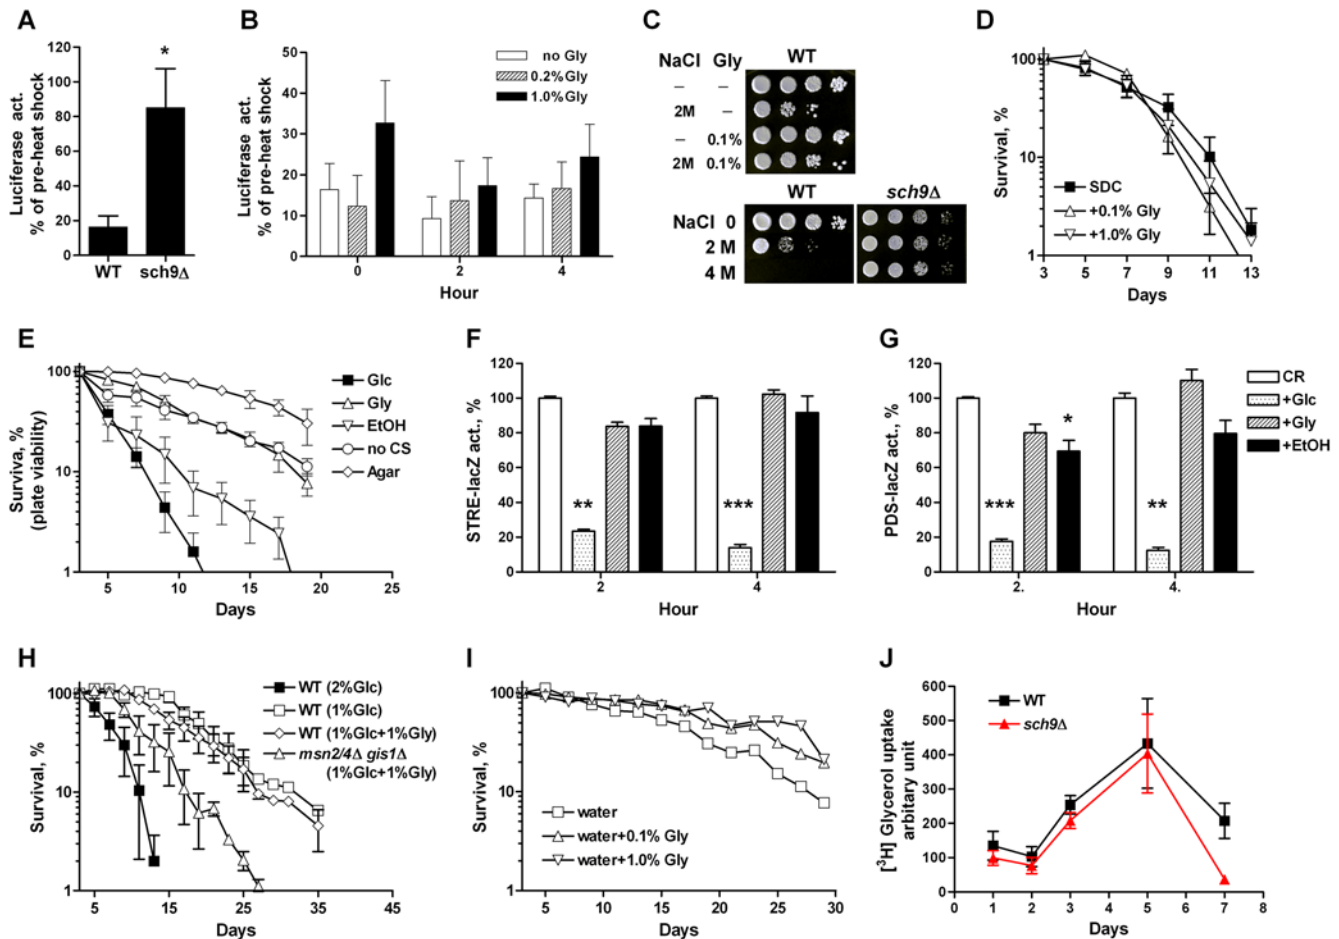 A
Luciferase act.
% of pre-heat shock
120
100
80
60
40
20
0
*
WT
sch9Δ
B
Luciferase act.
% of pre-heat shock
50
40
30
20
10
0
no Gly
0.2%Gly
1.0%Gly
0
2
4
Hour
C
WT
NaCl Gly
– –
2M –
– 0.1%
2M 0.1%
WT
sch9Δ
NaCl 0
2 M
4 M
D
Survival, %
100
10
1
SDC
+0.1% Gly
+1.0% Gly
3 5 7 9 11 13
Days
E
Surviva, %
(plate viability)
100
10
1
Glc
Gly
EtOH
no CS
Agar
5 10 15 20 25
Days
F
STRE-lacZ act., %
120
100
80
60
40
20
0
**
***
2
4
Hour
G
PDS-lacZ act., %
120
100
80
60
40
20
0
***
*
**
CR
+Glc
+Gly
+EtOH
2.
4.
Hour
H
Survival, %
100
10
1
WT (2%Glc)
WT (1%Glc)
WT (1%Glc+1%Gly)
msn2/4Δ gis1Δ
(1%Glc+1%Gly)
5 15 25 35 45
Days
I
Survival, %
100
10
1
water
water+0.1% Gly
water+1.0% Gly
5 10 15 20 25 30
Days
J
[³H] Glycerol uptake
arbitary unit
600
500
400
300
200
100
0
WT
sch9Δ
0 1 2 3 4 5 6 7 8
Days